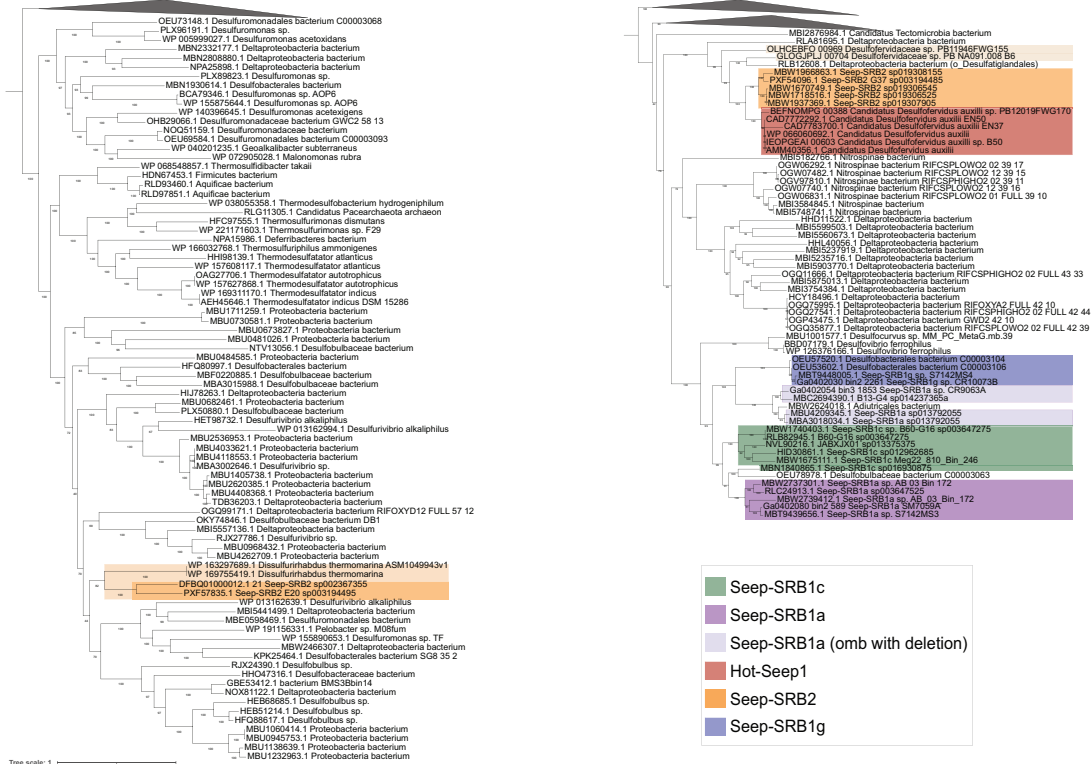 OEU73148.1 Desulfuromonadales bacterium C00003068
PLX96191.1 Desulfuromonas sp.
WP 005999027.1 Desulfuromonas acetoxidans
MBN2332177.1 Deltaproteobacteria bacterium
MBN2808880.1 Deltaproteobacteria bacterium
NPA25898.1 Deltaproteobacteria bacterium
PLX89823.1 Desulfuromonas sp.
MBN1930614.1 Desulfobacterales bacterium
BCA79346.1 Desulfuromonas sp. AOP6
WP 155875644.1 Desulfuromonas sp. AOP6
WP 140396645.1 Desulfuromonas acetexigens
OHB29066.1 Desulfuromonadaceae bacterium GWC2 58 13
NOQ51159.1 Desulfuromonadaceae bacterium
OEU69584.1 Desulfuromonadales bacterium C00003093
WP 040201235.1 Geoalkalibacter subterraneus
WP 072905028.1 Malonomonas rubra
WP 068548857.1 Thermosulfidibacter takaii
HDN67453.1 Firmicutes bacterium
RLD93460.1 Aquificae bacterium
RLD97851.1 Aquificae bacterium
WP 038055358.1 Thermodesulfobacterium hydrogeniphilum
RLG11305.1 Candidatus Pacearchaeota archaeon
HFC97555.1 Thermosulfurimonas dismutans
WP 221171603.1 Thermosulfurimonas sp. F29
NPA15986.1 Deferribacteres bacterium
WP 166032768.1 Thermosulfuriphilus ammonigenes
HHI98139.1 Thermodesulfatator atlanticus
WP 157608117.1 Thermodesulfatator atlanticus
OAG27706.1 Thermodesulfatator autotrophicus
WP 157627868.1 Thermodesulfatator autotrophicus
WP 169311170.1 Thermodesulfatator indicus
AEH45646.1 Thermodesulfatator indicus DSM 15286
MBU1711259.1 Proteobacteria bacterium
MBU0730581.1 Proteobacteria bacterium
MBU0673827.1 Proteobacteria bacterium
MBU0481026.1 Proteobacteria bacterium
NTV13056.1 Desulfobulbaceae bacterium
MBU0484585.1 Proteobacteria bacterium
HFQ80997.1 Desulfobacterales bacterium
MBF0220885.1 Desulfobulbaceae bacterium
MBA3015988.1 Desulfobulbaceae bacterium
HIJ78263.1 Deltaproteobacteria bacterium
MBU0682461.1 Proteobacteria bacterium
PLX50880.1 Desulfobulbaceae bacterium
HET98732.1 Desulfurivibrio alkaliphilus
WP 013162994.1 Desulfurivibrio alkaliphilus
MBU2536953.1 Proteobacteria bacterium
MBU4033621.1 Proteobacteria bacterium
MBU4118553.1 Proteobacteria bacterium
MBA3002646.1 Desulfurivibrio sp.
MBU1405738.1 Proteobacteria bacterium
MBU2620385.1 Proteobacteria bacterium
MBU4408368.1 Proteobacteria bacterium
TDB36203.1 Deltaproteobacteria bacterium
OGQ99171.1 Deltaproteobacteria bacterium RIFOXYD12 FULL 57 12
OKY74846.1 Desulfobulbaceae bacterium DB1
MBI5557136.1 Deltaproteobacteria bacterium
RJX27786.1 Desulfurivibrio sp.
MBU0968432.1 Proteobacteria bacterium
MBU4262709.1 Proteobacteria bacterium
WP 163297689.1 Dissulfurirhabdus thermomarina ASM1049943v1
WP 169755419.1 Dissulfurirhabdus thermomarina
DFBQ01000012.1 21 Seep-SRB2 sp002367355
PXF57835.1 Seep-SRB2 E20 sp003194495
WP 013162639.1 Desulfurivibrio alkaliphilus
MBI5441499.1 Deltaproteobacteria bacterium
MBE0598469.1 Desulfuromonadales bacterium
WP 191156331.1 Pelobacter sp. M08fum
WP 155890653.1 Desulfuromonas sp. TF
MBW2466307.1 Deltaproteobacteria bacterium
KPK25464.1 Desulfobacterales bacterium SG8 35 2
RJX24390.1 Desulfobulbus sp.
HHO47316.1 Desulfobacteraceae bacterium
GBE53412.1 bacterium BMS3Bbin14
NOX81122.1 Deltaproteobacteria bacterium
HEB68685.1 Desulfobulbus sp.
HEB51214.1 Desulfobulbus sp.
HFQ88617.1 Desulfobulbus sp.
MBU1060414.1 Proteobacteria bacterium
MBU0945753.1 Proteobacteria bacterium
MBU1138639.1 Proteobacteria bacterium
MBU1232963.1 Proteobacteria bacterium
Tree scale: 1
MBI2876984.1 Candidatus Tectomicrobia bacterium
RLA81695.1 Deltaproteobacteria bacterium
OLHCEBFO 00969 Desulfofervidaceae sp. PB11946FWG155
GLOGJPLJ 00704 Desulfofervidaceae sp. PB NA091.008 B6
RLB12608.1 Deltaproteobacteria bacterium (o_Desulfatiglandales)
MBW1966863.1 Seep-SRB2 sp019308155
PXF54096.1 Seep-SRB2 G37 sp003194485
MBW1670749.1 Seep-SRB2 sp019306545
MBW1718516.1 Seep-SRB2 sp019306525
MBW1937369.1 Seep-SRB2 sp019307905
BEFNOMPG 00388 Candidatus Desulfofervidus auxilli sp. PB12019FWG170
CAD7772292.1 Candidatus Desulfofervidus auxilii EN50
CAD7783700.1 Candidatus Desulfofervidus auxilii EN37
WP 066060692.1 Candidatus Desulfofervidus auxilii
IEOPGEAI 00603 Candidatus Desulfofervidus auxilli sp. B50
AMM40356.1 Candidatus Desulfofervidus auxilii
MBI5182766.1 Nitrospinae bacterium
OGW06292.1 Nitrospinae bacterium RIFCSPLOWO2 02 39 17
OGW07482.1 Nitrospinae bacterium RIFCSPLOWO2 12 39 15
OGV97810.1 Nitrospinae bacterium RIFCSPHIGHO2 02 39 11
OGW07740.1 Nitrospinae bacterium RIFCSPLOWO2 12 39 16
OGW06831.1 Nitrospinae bacterium RIFCSPLOWO2 01 FULL 39 10
MBI3584845.1 Nitrospinae bacterium
MBI5748741.1 Nitrospinae bacterium
HHD11522.1 Deltaproteobacteria bacterium
MBI5599503.1 Deltaproteobacteria bacterium
MBI5560673.1 Deltaproteobacteria bacterium
HHL40056.1 Deltaproteobacteria bacterium
MBI5237919.1 Deltaproteobacteria bacterium
MBI5235716.1 Deltaproteobacteria bacterium
MBI5903770.1 Deltaproteobacteria bacterium
OGQ11666.1 Deltaproteobacteria bacterium RIFCSPHIGHO2 02 FULL 43 33
MBI5875013.1 Deltaproteobacteria bacterium
MBI3754384.1 Deltaproteobacteria bacterium
HCY18496.1 Deltaproteobacteria bacterium
OGQ75995.1 Deltaproteobacteria bacterium RIFOXYA2 FULL 42 10
OGQ27541.1 Deltaproteobacteria bacterium RIFCSPHIGHO2 02 FULL 42 44
OGP43475.1 Deltaproteobacteria bacterium GWD2 42 10
OGQ35877.1 Deltaproteobacteria bacterium RIFCSPLOWO2 02 FULL 42 39
MBU1001577.1 Desulfocurvus sp. MM_PC_MetaG.mb.39
BBD07179.1 Desulfovibrio ferrophilus
WP 126376166.1 Desulfovibrio ferrophilus
OEU57520.1 Desulfobacterales bacterium C00003104
OEU53602.1 Desulfobacterales bacterium C00003106
MBT9448005.1 Seep-SRB1g sp. S7142MS4
Ga0402030 bin2 2261 Seep-SRB1g sp. CR10073B
Ga0402054 bin3 1853 Seep-SRB1a sp. CR9063A
MBC2694390.1 B13-G4 sp014237365a
MBW2624018.1 Adiutricales bacterium
MBU4209345.1 Seep-SRB1a sp013792055
MBA3018034.1 Seep-SRB1a sp013792055
MBW1740403.1 Seep-SRB1c sp. B60-G16 sp003647275
RLB82945.1 B60-G16 sp003647275
NVL90216.1 JABXJX01 sp013375375
HID30861.1 Seep-SRB1c sp012962685
MBW1675111.1 Seep-SRB1c Meg22_810_Bin_246
MBN1840865.1 Seep-SRB1c sp016930875
OEU78978.1 Desulfobulbaceae bacterium C00003063
MBW2737301.1 Seep-SRB1a sp. AB 03 Bin 172
RLC24913.1 Seep-SRB1a sp003647525
MBW2739412.1 Seep-SRB1a sp. AB_03_Bin_172
Ga0402080 bin2 589 Seep-SRB1a SM7059A
MBT9439656.1 Seep-SRB1a sp. S7142MS3
Seep-SRB1c
Seep-SRB1a
Seep-SRB1a (omb with deletion)
Hot-Seep1
Seep-SRB2
Seep-SRB1g